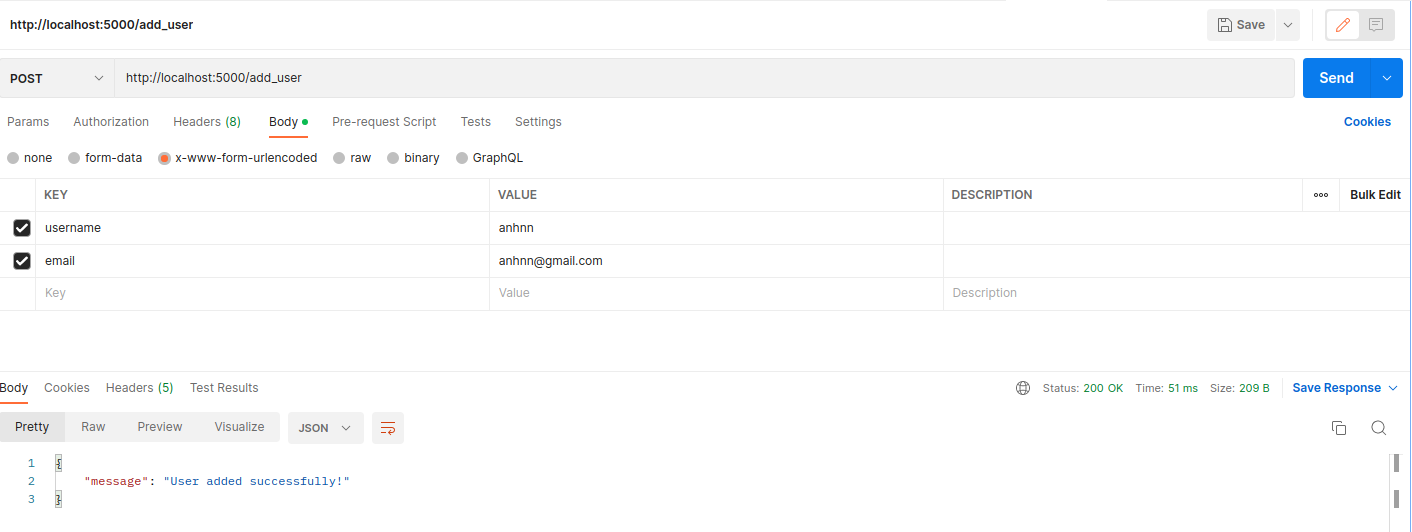 http://localhost:5000/add_user Save
POST http://localhost:5000/add_user Send
Params Authorization Headers (8) Body Pre-request Script Tests Settings Cookies
none form-data x-www-form-urlencoded raw binary GraphQL
KEY VALUE DESCRIPTION Bulk Edit
username anhnn
email anhnn@gmail.com
Key Value Description
Body Cookies Headers (5) Test Results Status: 200 OK Time: 51 ms Size: 209 B Save Response
Pretty Raw Preview Visualize JSON
1 {
2 "message": "User added successfully!"
3 }